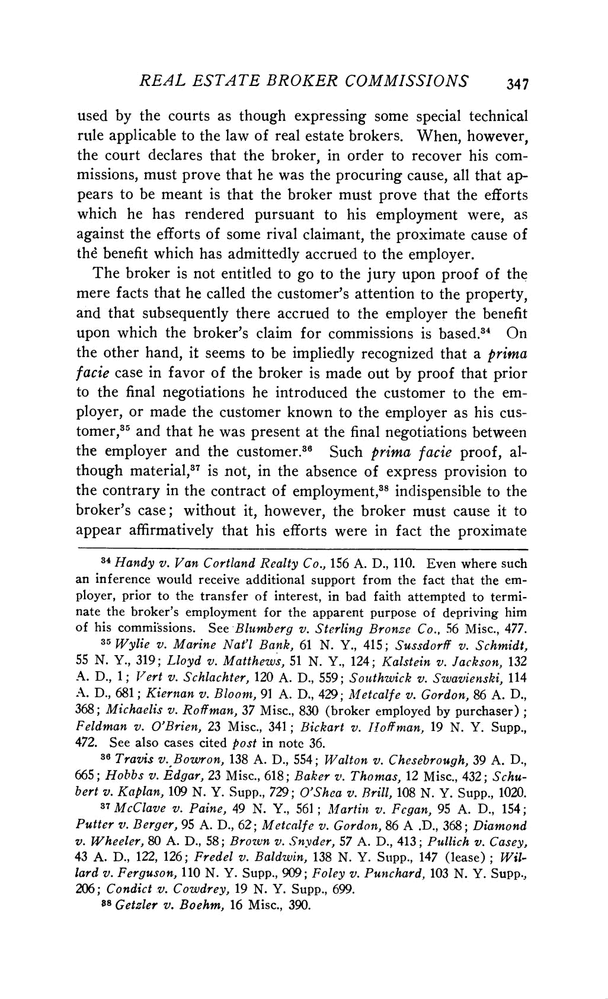 REAL ESTATE BROKER COMMISSIONS 347
used by the courts as though expressing some special technical
rule applicable to the law of real estate brokers. When, however,
the court declares that the broker, in order to recover his com-
missions, must prove that he was the procuring cause, all that ap-
pears to be meant is that the broker must prove that the efforts
which he has rendered pursuant to his employment were, as
against the efforts of some rival claimant, the proximate cause of
the benefit which has admittedly accrued to the employer.
The broker is not entitled to go to the jury upon proof of the
mere facts that he called the customer's attention to the property,
and that subsequently there accrued to the employer the benefit
upon which the broker's claim for commissions is based.³⁴ On
the other hand, it seems to be impliedly recognized that a prima
facie case in favor of the broker is made out by proof that prior
to the final negotiations he introduced the customer to the em-
ployer, or made the customer known to the employer as his cus-
tomer,³⁵ and that he was present at the final negotiations between
the employer and the customer.³⁶ Such prima facie proof, al-
though material,³⁷ is not, in the absence of express provision to
the contrary in the contract of employment,³⁸ indispensible to the
broker's case; without it, however, the broker must cause it to
appear affirmatively that his efforts were in fact the proximate
³⁴ Handy v. Van Cortland Realty Co., 156 A. D., 110. Even where such
an inference would receive additional support from the fact that the em-
ployer, prior to the transfer of interest, in bad faith attempted to termi-
nate the broker's employment for the apparent purpose of depriving him
of his commissions. See Blumberg v. Sterling Bronze Co., 56 Misc., 477.
³⁵ Wylie v. Marine Nat'l Bank, 61 N. Y., 415; Sussdorff v. Schmidt,
55 N. Y., 319; Lloyd v. Matthews, 51 N. Y., 124; Kalstein v. Jackson, 132
A. D., 1; Vert v. Schlachter, 120 A. D., 559; Southwick v. Swavienski, 114
A. D., 681; Kiernan v. Bloom, 91 A. D., 429; Metcalfe v. Gordon, 86 A. D.,
368; Michaelis v. Roffman, 37 Misc., 830 (broker employed by purchaser);
Feldman v. O'Brien, 23 Misc., 341; Bickart v. Hoffman, 19 N. Y. Supp.,
472. See also cases cited post in note 36.
³⁶ Travis v. Bowron, 138 A. D., 554; Walton v. Chesebrough, 39 A. D.,
665; Hobbs v. Edgar, 23 Misc., 618; Baker v. Thomas, 12 Misc., 432; Schu-
bert v. Kaplan, 109 N. Y. Supp., 729; O'Shea v. Brill, 108 N. Y. Supp., 1020.
³⁷ McClave v. Paine, 49 N. Y., 561; Martin v. Fegan, 95 A. D., 154;
Putter v. Berger, 95 A. D., 62; Metcalfe v. Gordon, 86 A .D., 368; Diamond
v. Wheeler, 80 A. D., 58; Brown v. Snyder, 57 A. D., 413; Pullich v. Casey,
43 A. D., 122, 126; Fredel v. Baldwin, 138 N. Y. Supp., 147 (lease); Wil-
lard v. Ferguson, 110 N. Y. Supp., 909; Foley v. Punchard, 103 N. Y. Supp.,
206; Condict v. Cowdrey, 19 N. Y. Supp., 699.
³⁸ Getzler v. Boehm, 16 Misc., 390.